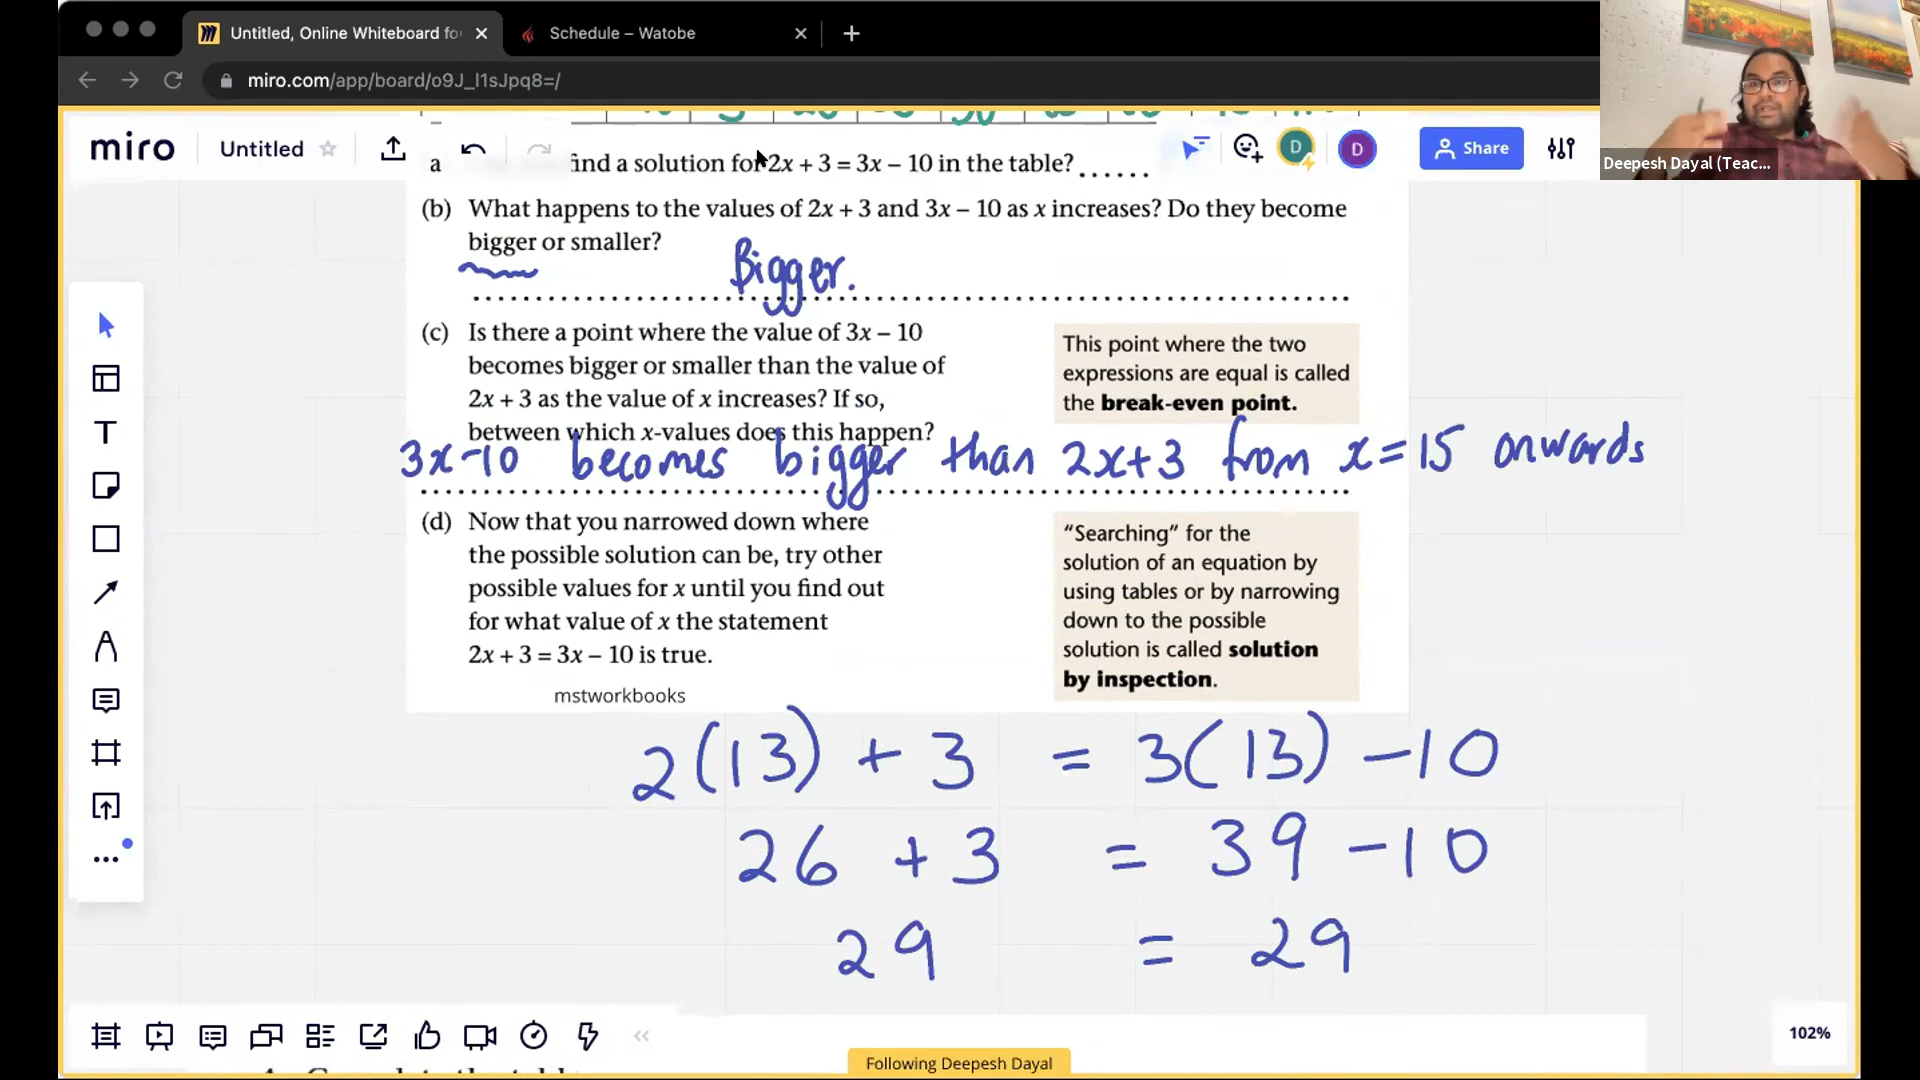 Untitled, Online Whiteboard fo
Schedule – Watobe
miro.com/app/board/o9J_l1sJpq8=/
Deepesh Dayal (Teac...
miro
Untitled
D
D
Share
a find a solution for 2x + 3 = 3x – 10 in the table?......
(b) What happens to the values of 2x + 3 and 3x – 10 as x increases? Do they become
bigger or smaller?
Bigger.
(c) Is there a point where the value of 3x – 10
becomes bigger or smaller than the value of
2x + 3 as the value of x increases? If so,
between which x-values does this happen?
This point where the two
expressions are equal is called
the break-even point.
3x-10 becomes bigger than 2x+3 from x=15 onwards
(d) Now that you narrowed down where
the possible solution can be, try other
possible values for x until you find out
for what value of x the statement
2x + 3 = 3x – 10 is true.
"Searching" for the
solution of an equation by
using tables or by narrowing
down to the possible
solution is called solution
by inspection.
mstworkbooks
2(13) + 3 = 3(13) -10
26 + 3 = 39 -10
29 = 29
102%
Following Deepesh Dayal